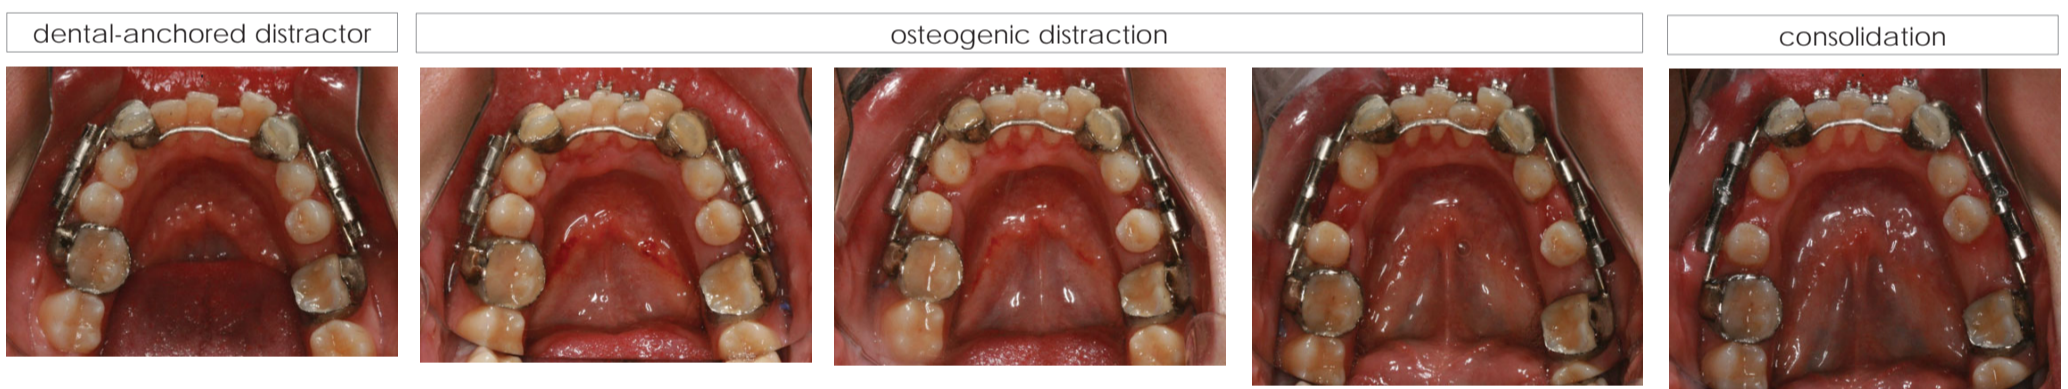 dental-anchored distractor
osteogenic distraction
consolidation